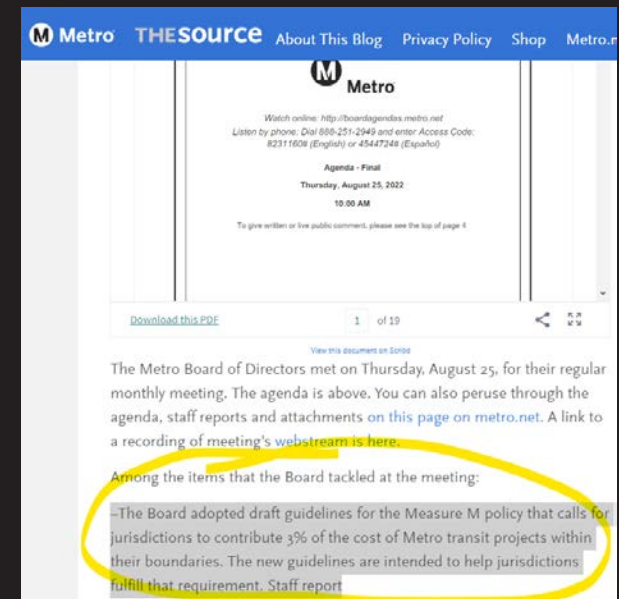 Metro THESOURCE About This Blog Privacy Policy Shop Metro.n
Metro
Watch online: http://boardagendas.metro.net
Listen by phone: Dial 888-251-2949 and enter Access Code:
8231160# (English) or 4544724# (Español)
Agenda - Final
Thursday, August 25, 2022
10:00 AM
To give written or live public comment, please see the top of page 4
Download this PDF 1 of 19
View this document on Scribd
The Metro Board of Directors met on Thursday, August 25, for their regular
monthly meeting. The agenda is above. You can also peruse through the
agenda, staff reports and attachments on this page on metro.net. A link to
a recording of meeting's webstream is here.
Among the items that the Board tackled at the meeting:
–The Board adopted draft guidelines for the Measure M policy that calls for
jurisdictions to contribute 3% of the cost of Metro transit projects within
their boundaries. The new guidelines are intended to help jurisdictions
fulfill that requirement. Staff report